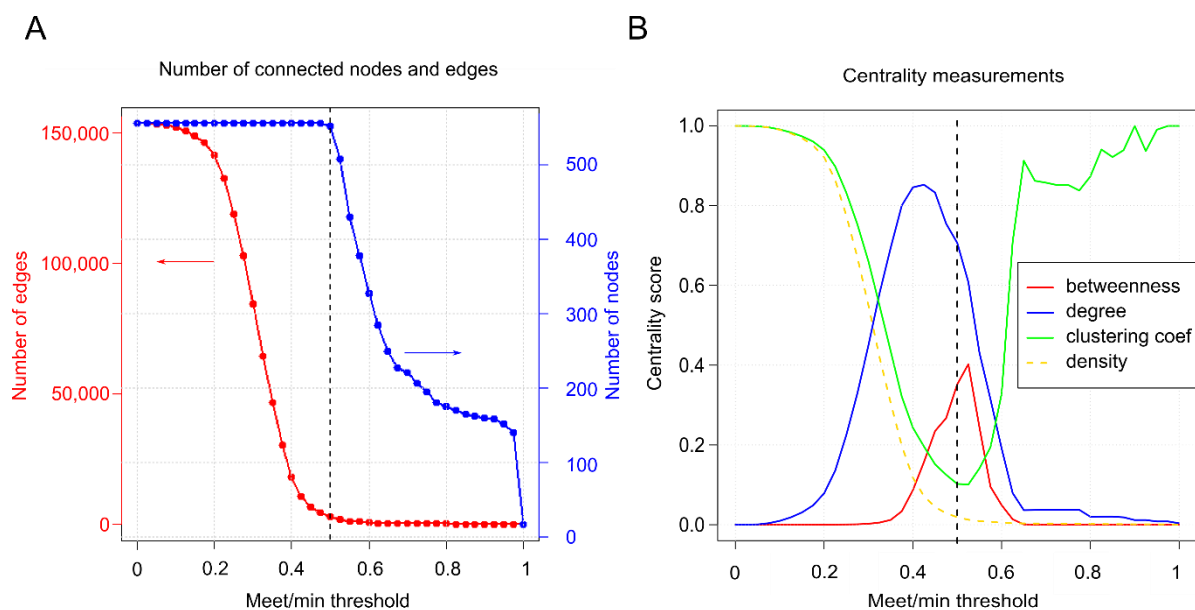 A
Number of connected nodes and edges
150,000
100,000
50,000
0
Number of edges
500
400
300
200
100
0
Number of nodes
0
0.2
0.4
0.6
0.8
1
Meet/min threshold
B
Centrality measurements
1.0
0.8
0.6
0.4
0.2
0.0
Centrality score
betweenness
degree
clustering coef
density
0
0.2
0.4
0.6
0.8
1
Meet/min threshold